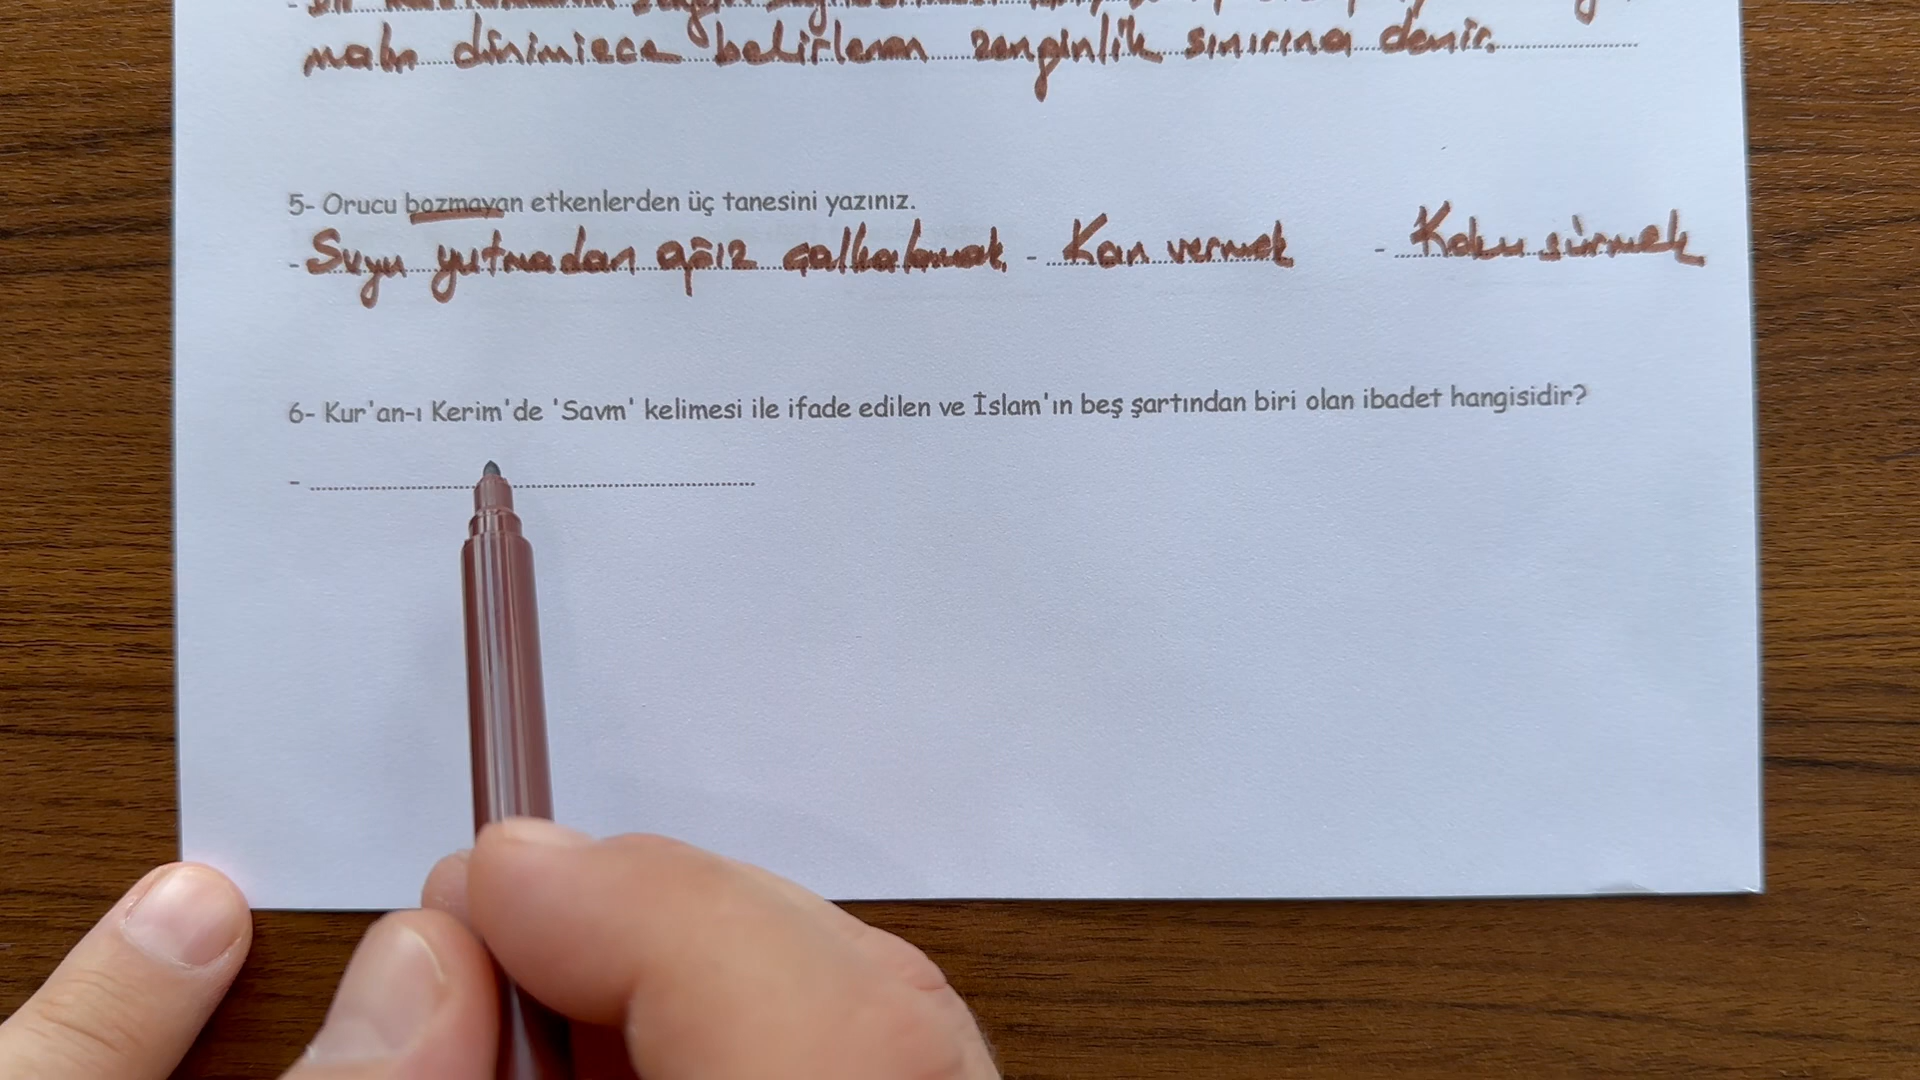 malın dinimizce belirlenen zenginlik sınırına denir.
5- Orucu bozmayan etkenlerden üç tanesini yazınız.
- Suyu yutmadan ağız çalkalamak. - Kan vermek - Koku sürmek
6- Kur'an-ı Kerim'de 'Savm' kelimesi ile ifade edilen ve İslam'ın beş şartından biri olan ibadet hangisidir?
-